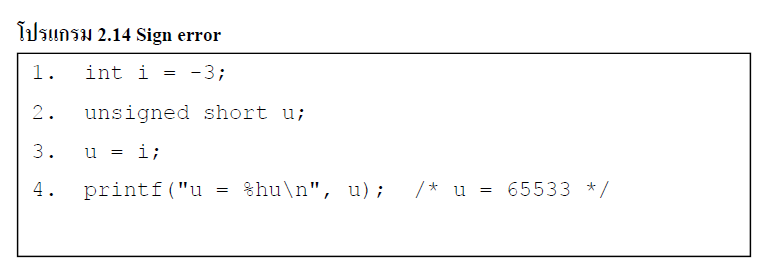 โปรแกรม 2.14 Sign error
1. int i = -3;
2. unsigned short u;
3. u = i;
4. printf("u = %hu\n", u); /* u = 65533 */